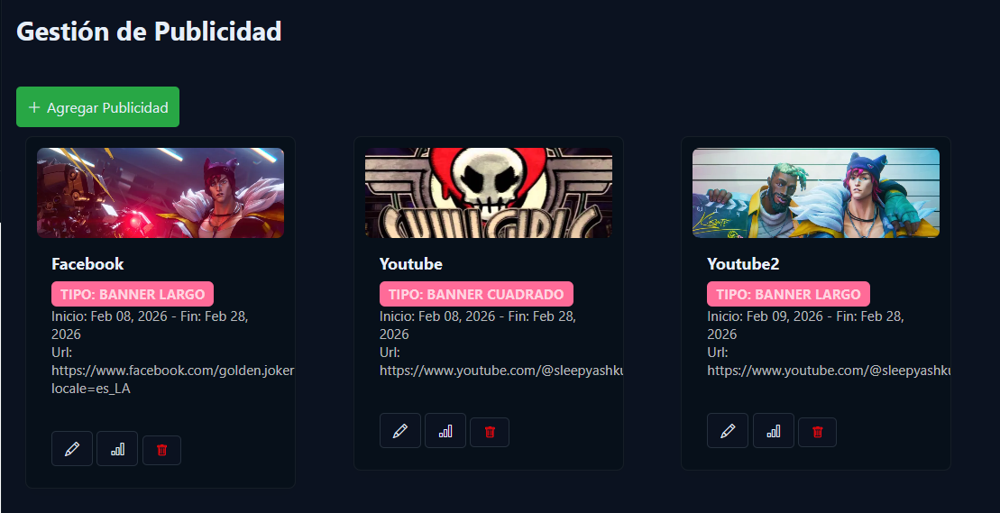 Gestión de Publicidad
+ Agregar Publicidad
Facebook
TIPO: BANNER LARGO
Inicio: Feb 08, 2026 - Fin: Feb 28,
2026
Url:
https://www.facebook.com/golden.joker
locale=es_LA
Youtube
TIPO: BANNER CUADRADO
Inicio: Feb 08, 2026 - Fin: Feb 28,
2026
Url:
https://www.youtube.com/@sleepyashku
Youtube2
TIPO: BANNER LARGO
Inicio: Feb 09, 2026 - Fin: Feb 28,
2026
Url:
https://www.youtube.com/@sleepyashku